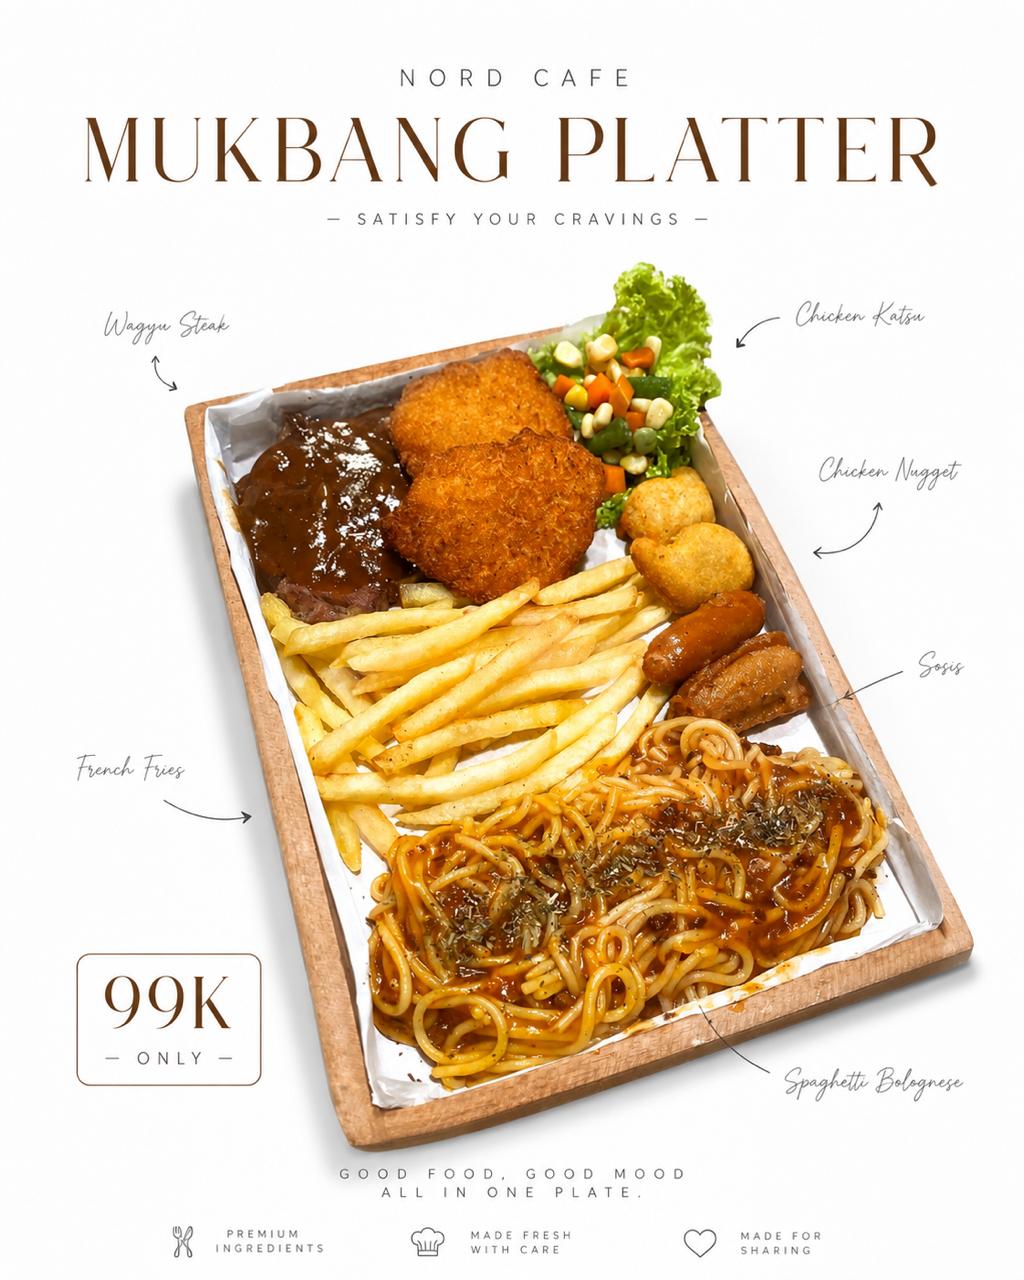 NORD CAFE
MUKBANG PLATTER
— SATISFY YOUR CRAVINGS —
Wagyu Steak
Chicken Katsu
Chicken Nugget
Sosis
French Fries
99K
— ONLY —
Spaghetti Bolognese
GOOD FOOD, GOOD MOOD
ALL IN ONE PLATE.
PREMIUM
INGREDIENTS
MADE FRESH
WITH CARE
MADE FOR
SHARING